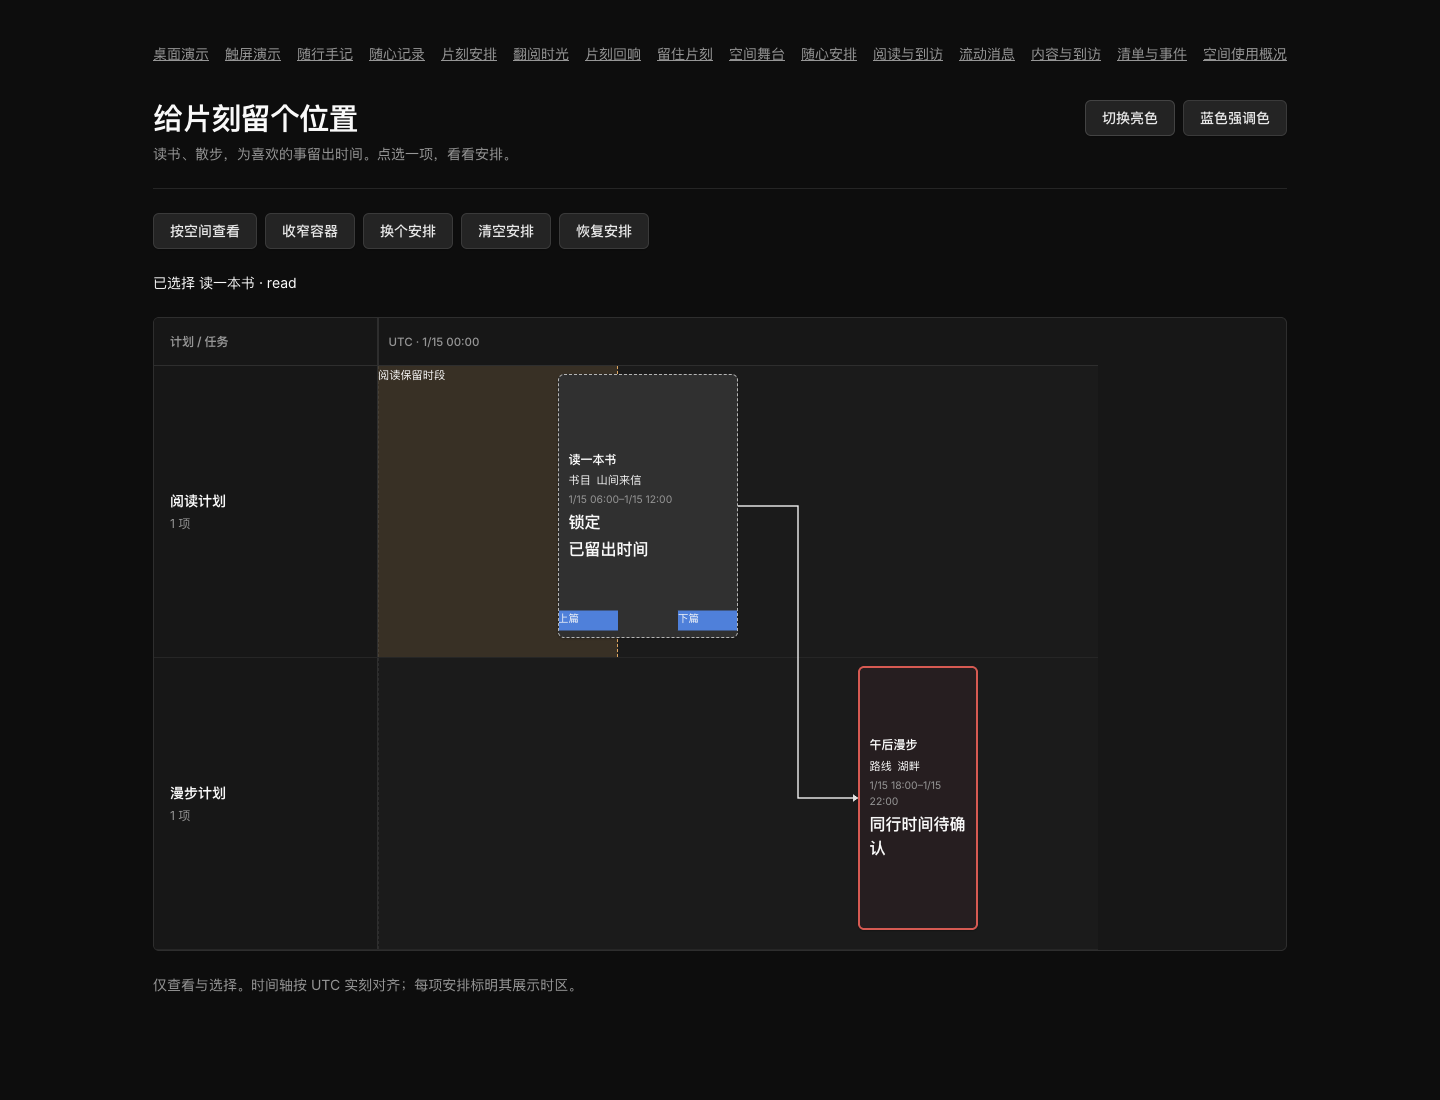 桌面演示 触屏演示 随行手记 随心记录 片刻安排 翻阅时光 片刻回响 留住片刻 空间舞台 随心安排 阅读与到访 流动消息 内容与到访 清单与事件 空间使用概况
给片刻留个位置
切换亮色 蓝色强调色
读书、散步，为喜欢的事留出时间。点选一项，看看安排。
按空间查看 收窄容器 换个安排 清空安排 恢复安排
已选择 读一本书 · read
计划 / 任务
UTC · 1/15 00:00
阅读保留时段
阅读计划
1 项
读一本书
书目 山间来信
1/15 06:00–1/15 12:00
锁定
已留出时间
上篇 下篇
漫步计划
1 项
午后漫步
路线 湖畔
1/15 18:00–1/15
22:00
同行时间待确
认
仅查看与选择。时间轴按 UTC 实刻对齐；每项安排标明其展示时区。